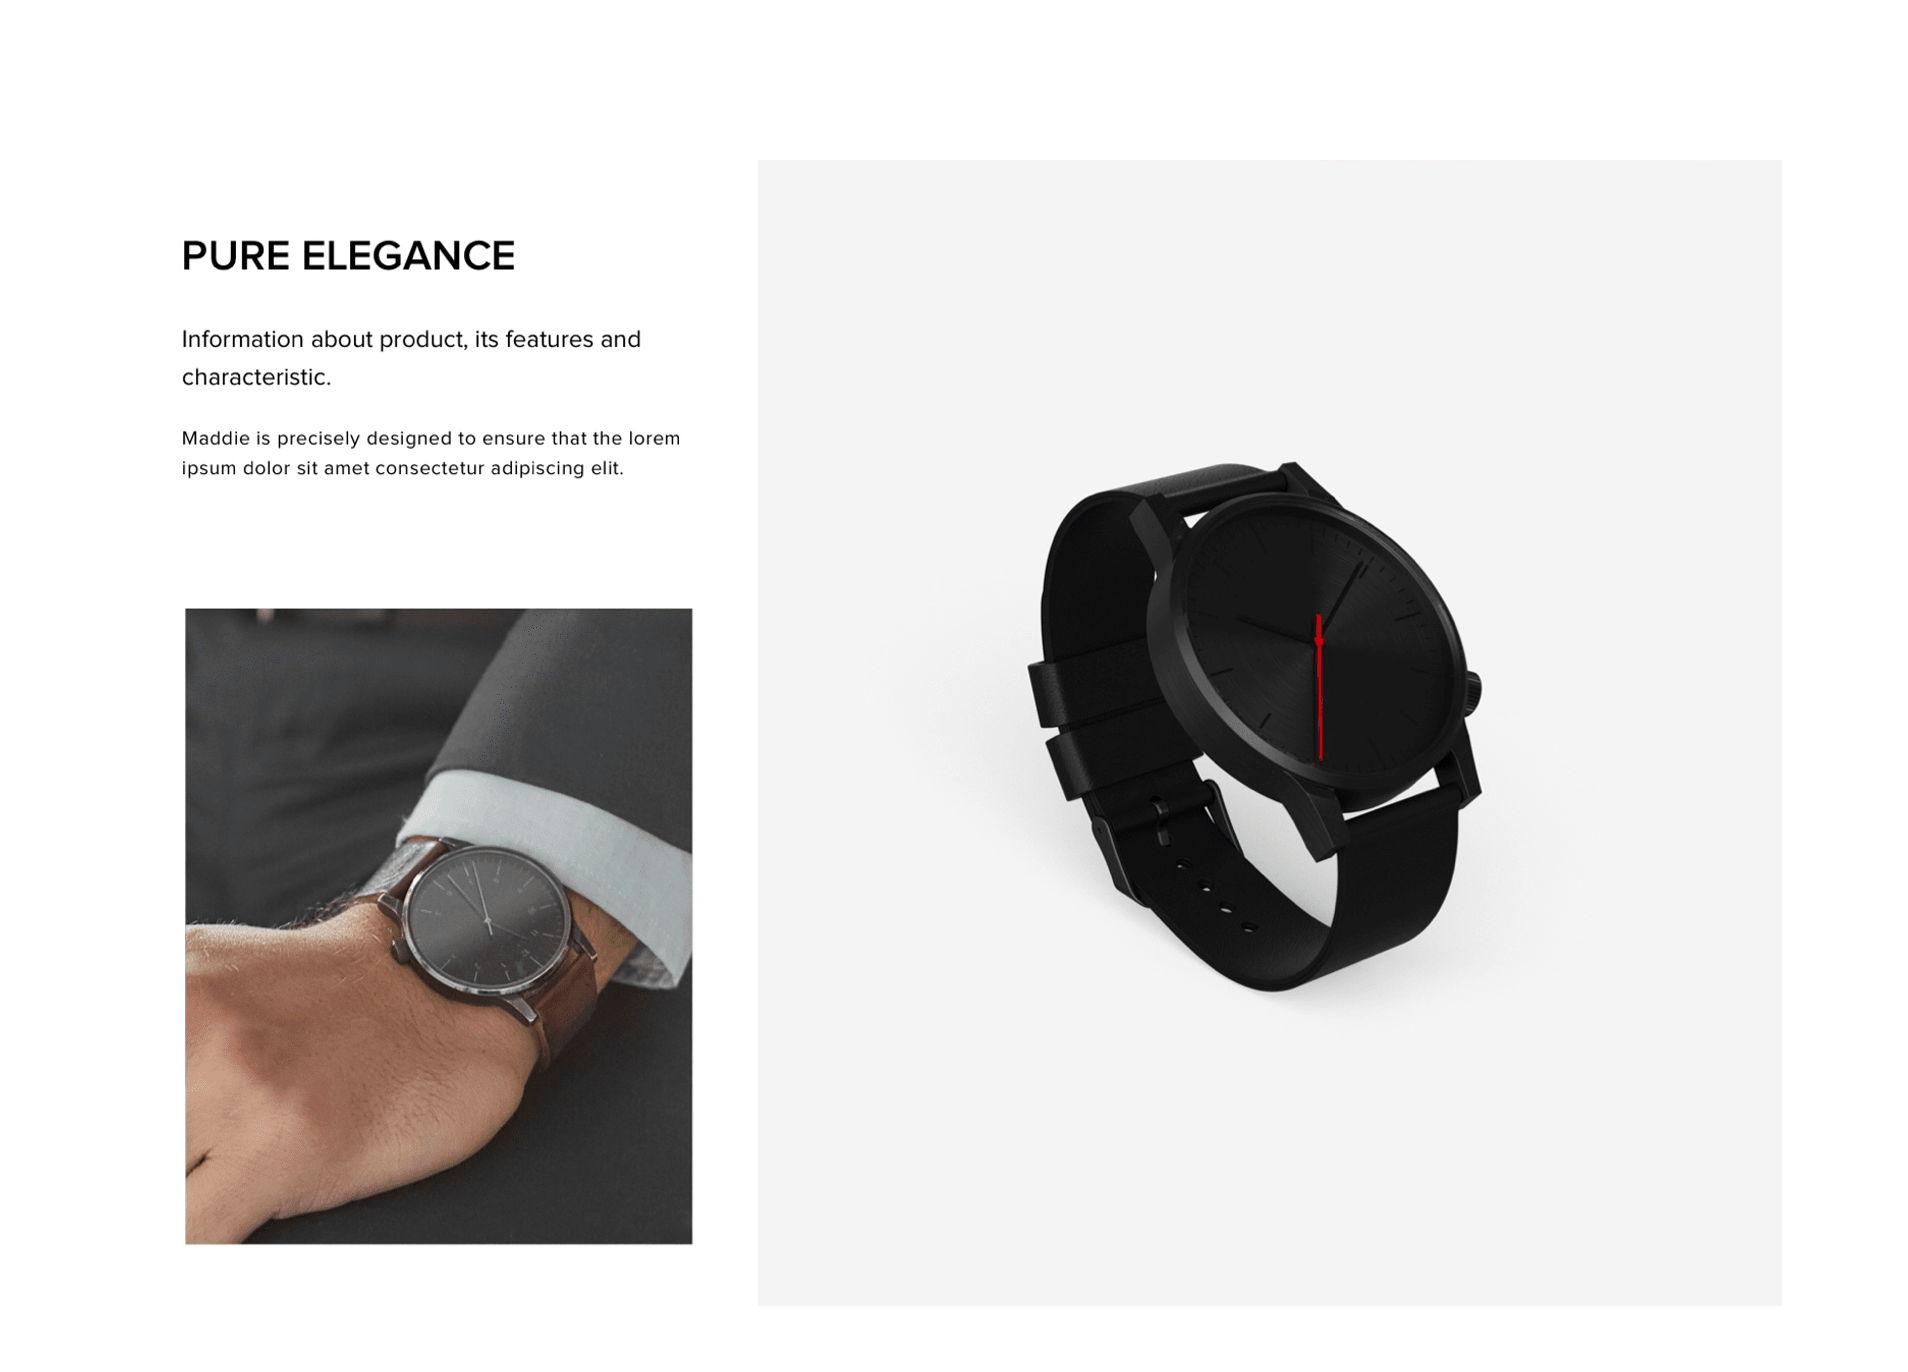 PURE ELEGANCE
Information about product, its features and
characteristic.
Maddie is precisely designed to ensure that the lorem
ipsum dolor sit amet consectetur adipiscing elit.